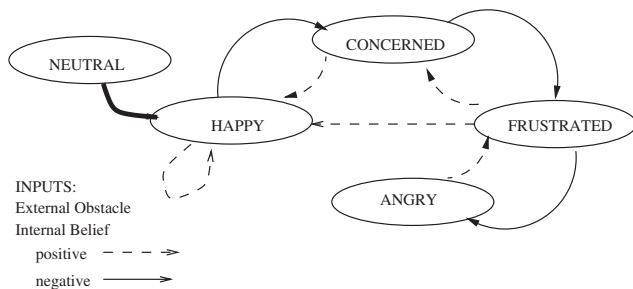 CONCERNED
NEUTRAL
HAPPY
FRUSTRATED
ANGRY
INPUTS:
External Obstacle
Internal Belief
positive
negative